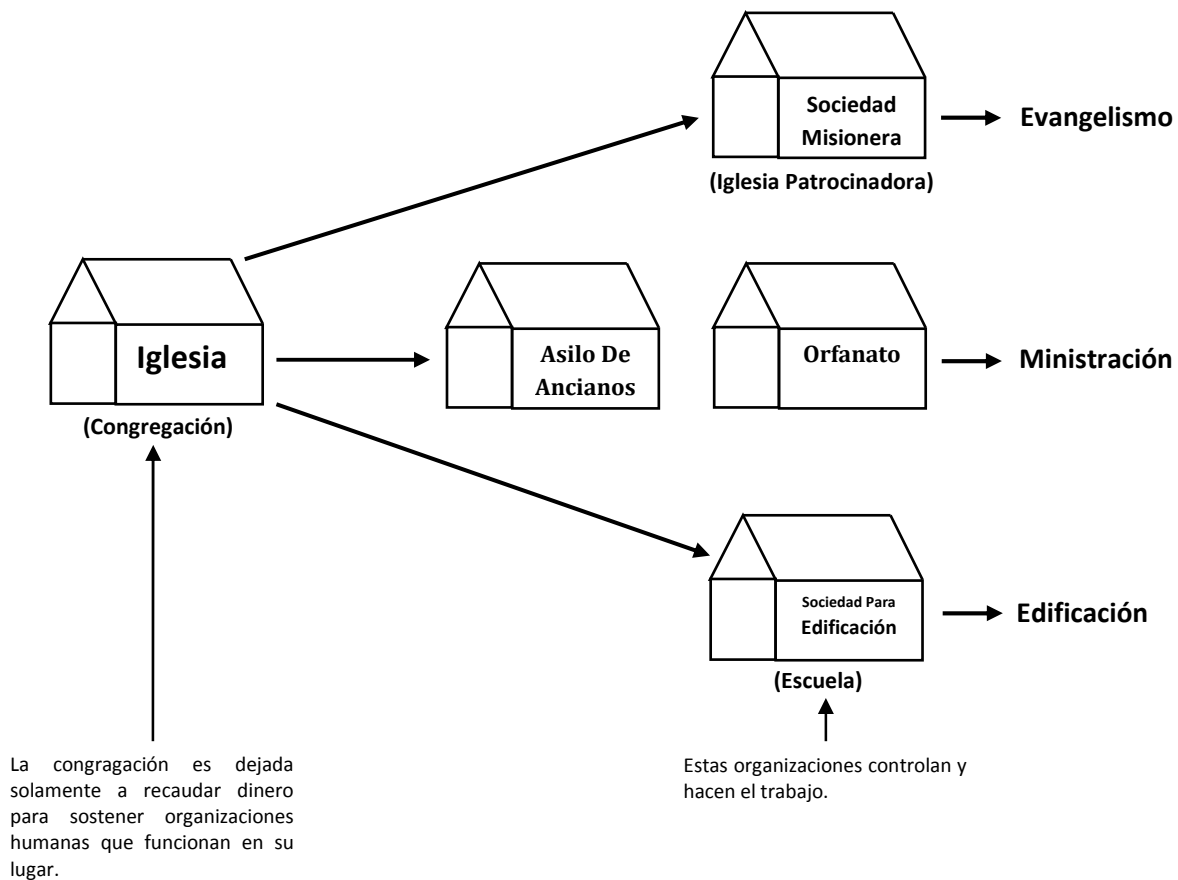 Sociedad
Misionera
Evangelismo
(Iglesia Patrocinadora)
Iglesia
(Congregación)
Asilo De
Ancianos
Orfanato
Ministración
Sociedad Para
Edificación
Edificación
(Escuela)
La congragación es dejada
solamente a recaudar dinero
para sostener organizaciones
humanas que funcionan en su
lugar.
Estas organizaciones controlan y
hacen el trabajo.